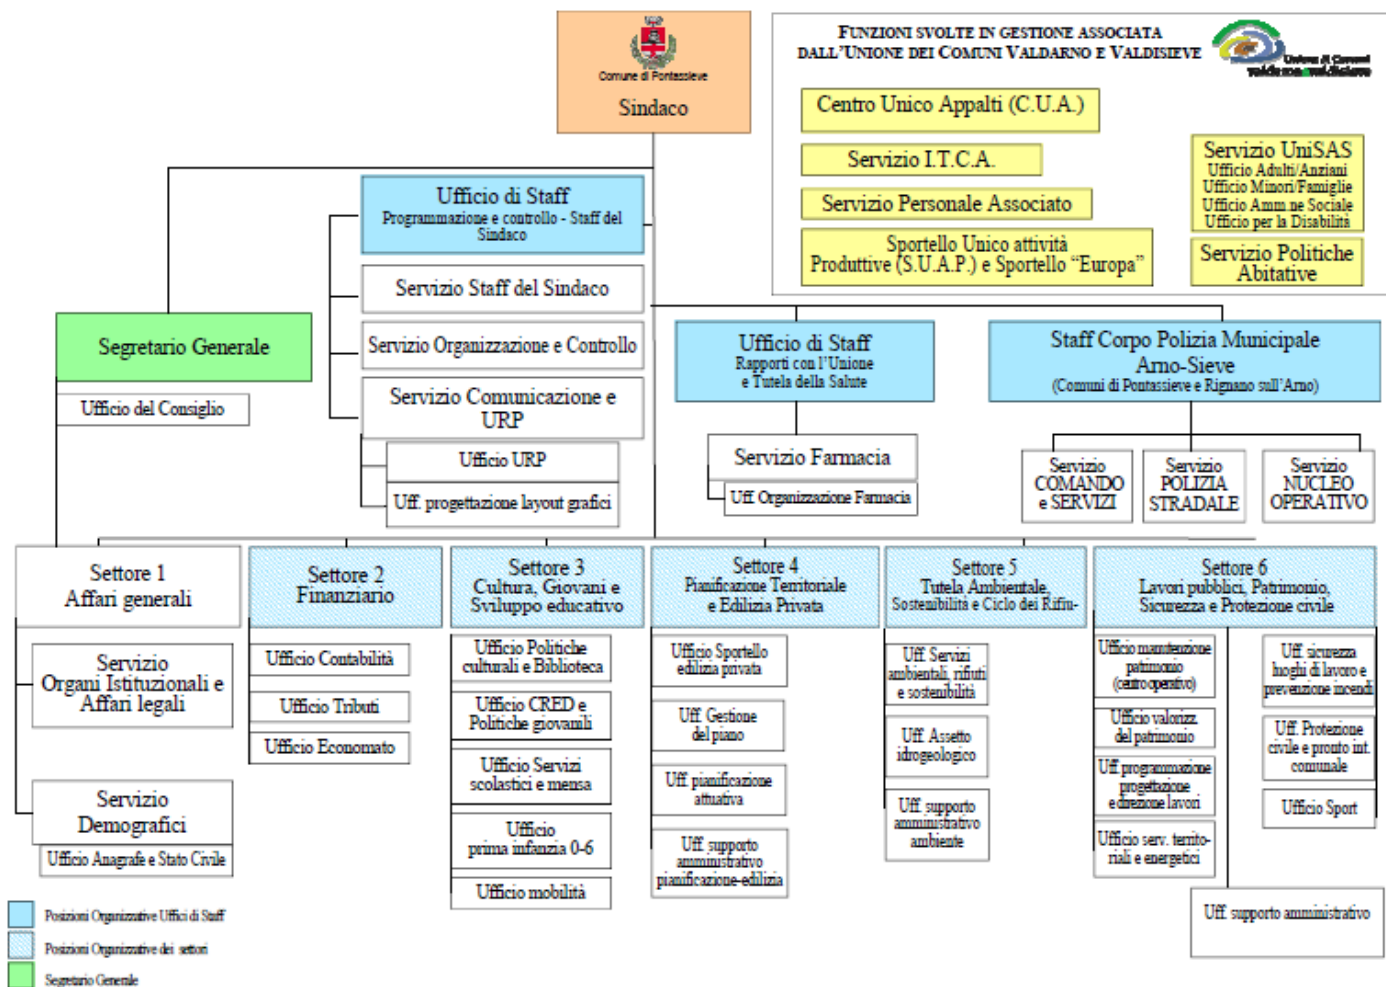 Comune di Pontassieve
Sindaco
FUNZIONI SVOLTE IN GESTIONE ASSOCIATA
DALL'UNIONE DEI COMUNI VALDARNO E VALDISIEVE
Unione di Comuni
valdarnoevaldisieve
Centro Unico Appalti (C.U.A.)
Servizio I.T.C.A.
Servizio Personale Associato
Sportello Unico attività
Produttive (S.U.A.P.) e Sportello "Europa"
Servizio UniSAS
Ufficio Adulti/Anziani
Ufficio Minori/Famiglie
Ufficio Amm ne Sociale
Ufficio per la Disabilità
Servizio Politiche
Abitative
Ufficio di Staff
Programmazione e controllo - Staff del
Sindaco
Servizio Staff del Sindaco
Servizio Organizzazione e Controllo
Servizio Comunicazione e
URP
Ufficio URP
Uff. progettazione layout grafici
Segretario Generale
Ufficio del Consiglio
Ufficio di Staff
Rapporti con l'Unione
e Tutela della Salute
Servizio Farmacia
Uff. Organizzazione Farmacia
Staff Corpo Polizia Municipale
Arno-Sieve
(Comuni di Pontassieve e Rignano sull'Arno)
Servizio
COMANDO
e SERVIZI
Servizio
POLIZIA
STRADALE
Servizio
NUCLEO
OPERATIVO
Settore 1
Affari generali
Servizio
Organi Istituzionali e
Affari legali
Servizio
Demografici
Ufficio Anagrafe e Stato Civile
Settore 2
Finanziario
Ufficio Contabilità
Ufficio Tributi
Ufficio Economato
Settore 3
Cultura, Giovani e
Sviluppo educativo
Ufficio Politiche
culturali e Biblioteca
Ufficio CRED e
Politiche giovanili
Ufficio Servizi
scolastici e mensa
Ufficio
prima infanzia 0-6
Ufficio mobilità
Settore 4
Pianificazione Territoriale
e Edilizia Privata
Ufficio Sportello
edilizia privata
Uff. Gestione
del piano
Uff. pianificazione
attuativa
Uff. supporto
amministrativo
pianificazione-edilizia
Settore 5
Tutela Ambientale,
Sostenibilità e Ciclo dei Rifiu-
Uff. Servizi
ambientali, rifiuti
e sostenibilità
Uff. Assetto
idrogeologico
Uff. supporto
amministrativo
ambiente
Settore 6
Lavori pubblici, Patrimonio,
Sicurezza e Protezione civile
Ufficio manutenzione
patrimonio
(centro operativo)
Ufficio valorizz.
del patrimonio
Uff. programmazione
progettazione
e direzione lavori
Ufficio serv. territo-
riali e energetici
Uff. sicurezza
luoghi di lavoro e
prevenzione incendi
Uff. Protezione
civile e pronto int.
comunale
Ufficio Sport
Uff. supporto amministrativo
Posizioni Organizzative Uffici di Staff
Posizioni Organizzative dei settori
Segretario Generale